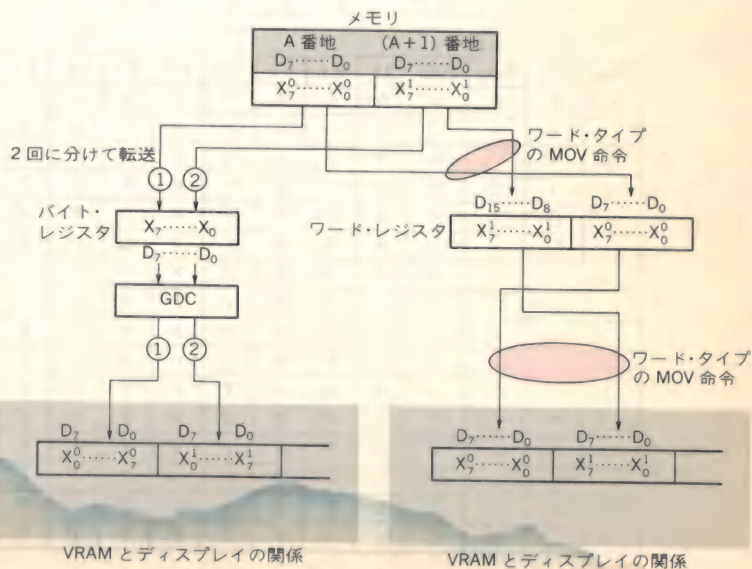 メモリ
A 番地 (A+1) 番地
D₇……D₀ D₇……D₀
X⁰₇……X⁰₀ X¹₇……X¹₀
2回に分けて転送
① ②
ワード・タイプ
の MOV 命令
バイト・
レジスタ
X₇……X₀
D₇……D₀
ワード・レジスタ
D₁₅……D₈ D₇……D₀
X¹₇……X¹₀ X⁰₇……X⁰₀
GDC
① ②
ワード・タイプ
の MOV 命令
D₇ D₀ D₇ D₀
X⁰₀……X⁰₇ X¹₀……X¹₇
D₇……D₀ D₇……D₀
X⁰₇……X⁰₀ X¹₇……X¹₀
VRAM とディスプレイの関係
VRAM とディスプレイの関係